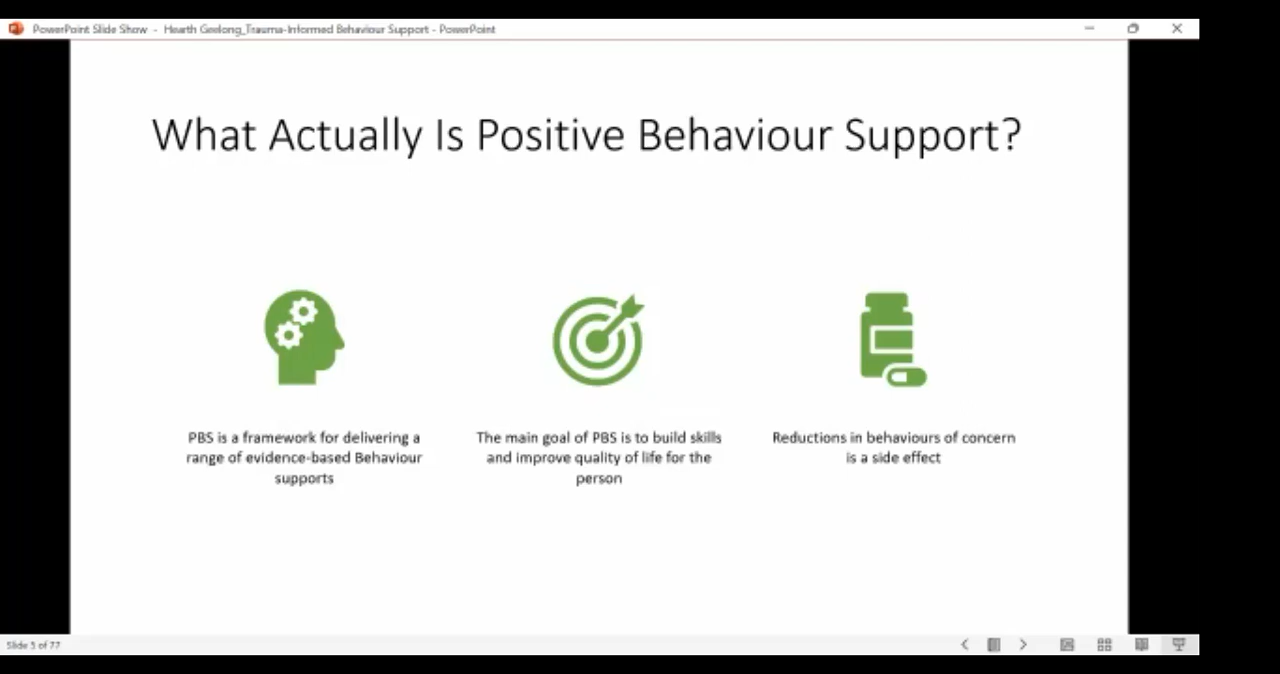 PowerPoint Slide Show - Hearth Geelong_Trauma-Informed Behaviour Support - PowerPoint
What Actually Is Positive Behaviour Support?
PBS is a framework for delivering a
range of evidence-based Behaviour
supports
The main goal of PBS is to build skills
and improve quality of life for the
person
Reductions in behaviours of concern
is a side effect
Slide 5 of 77